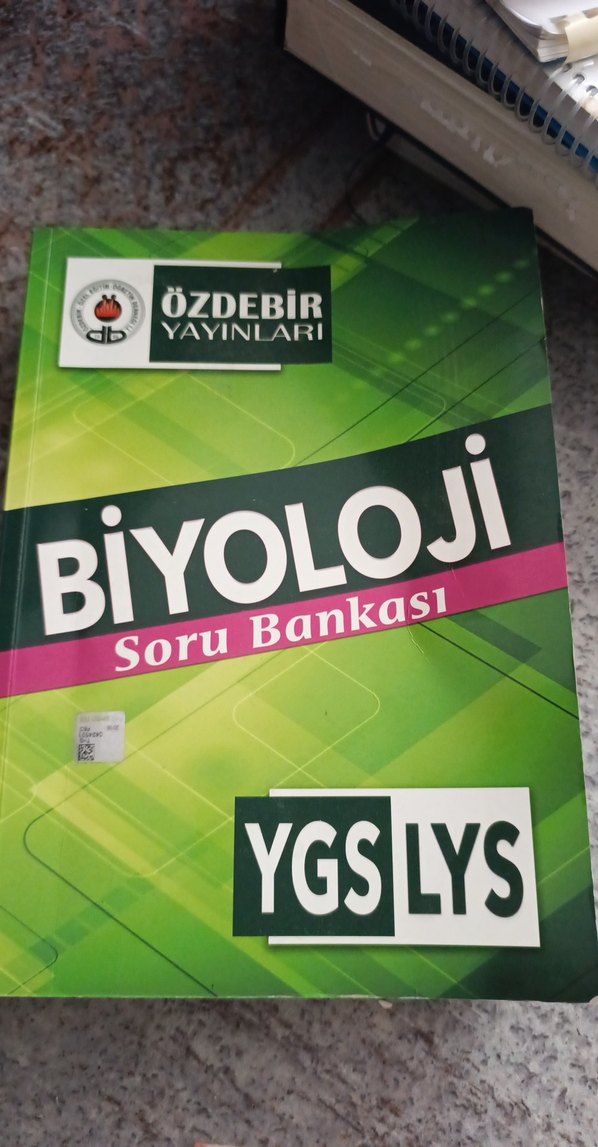 ÖZDEBİR
YAYINLARI
BİYOLOJİ
Soru Bankası
YGS LYS